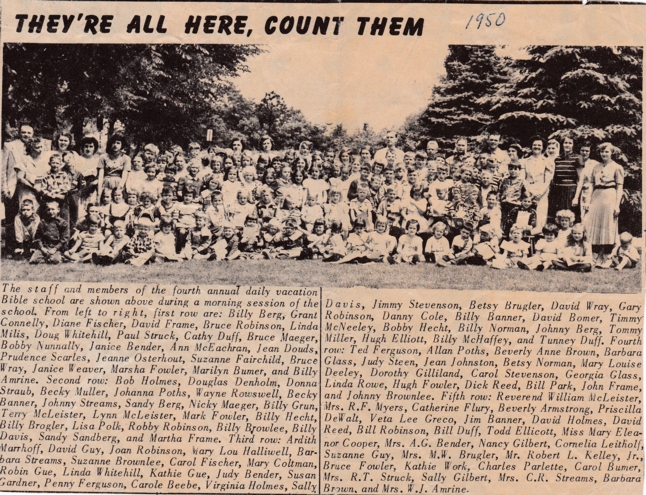 THEY'RE ALL HERE, COUNT THEM
1950
The staff and members of the fourth annual daily vacation
Bible school are shown above during a morning session of the
school. From left to right, first row are: Billy Berg, Grant
Connelly, Diane Fischer, David Frame, Bruce Robinson, Linda
Millis, Doug Whitehill, Paul Struck, Cathy Duff, Bruce Maeger,
Bobby Nunnally, Janice Bender, Ann McEachran, Jean Douds,
Prudence Scarles, Jeanne Osterhout, Suzanne Fairchild, Bruce
Wray, Janice Weaver, Marsha Fowler, Marilyn Bumer, and Billy
Amrine. Second row: Bob Holmes, Douglas Denholm, Donna
Straub, Becky Muller, Johanna Poths, Wayne Rowswell, Becky
Banner, Johnny Streams, Sandy Berg, Nicky Maeger, Billy Grun,
Terry McLeister, Lynn McLeister, Mark Fowler, Billy Hecht,
Billy Brogler, Lisa Polk, Robby Robinson, Billy Browlee, Billy
Davis, Sandy Sandberg, and Martha Frame. Third row: Ardith
Marrhoff, David Guy, Joan Robinson, Mary Lou Halliwell, Bar-
bara Streams, Suzanne Brownlee, Carol Fischer, Mary Coltman,
Robin Gue, Linda Whitehill, Kathie Gue, Judy Bender, Susan
Gardner, Penny Ferguson, Carole Beebe, Virginia Holmes, Sally
Davis, Jimmy Stevenson, Betsy Brugler, David Wray, Gary
Robinson, Danny Cole, Billy Banner, David Bomer, Timmy
McNeeley, Bobby Hecht, Billy Norman, Johnny Berg, Tommy
Miller, Hugh Elliott, Billy McHaffey, and Tunney Duff. Fourth
row: Ted Ferguson, Allan Poths, Beverly Anne Brown, Barbara
Glass, Judy Steen, Jean Johnston, Betsy Norman, Mary Louise
Deeley, Dorothy Gilliland, Carol Stevenson, Georgia Glass,
Linda Rowe, Hugh Fowler, Dick Reed, Bill Park, John Frame,
and Johnny Brownlee. Fifth row: Reverend William McLeister,
Mrs. R.F. Myers, Catherine Flury, Beverly Armstrong, Priscilla
DeWalt, Veta Lee Greco, Jim Banner, David Holmes, David
Reed, Bill Robinson, Bill Duff, Todd Ellicott, Miss Mary Elea-
nor Cooper, Mrs. A.G. Bender, Nancy Gilbert, Cornelia Leithold,
Suzanne Guy, Mrs. M.W. Brugler, Mr. Robert L. Kelley, Jr.,
Bruce Fowler, Kathie Work, Charles Parlette, Carol Bumer,
Mrs. R.T. Struck, Sally Gilbert, Mrs. C.R. Streams, Barbara
Brown, and Mrs. W.J. Amrine.